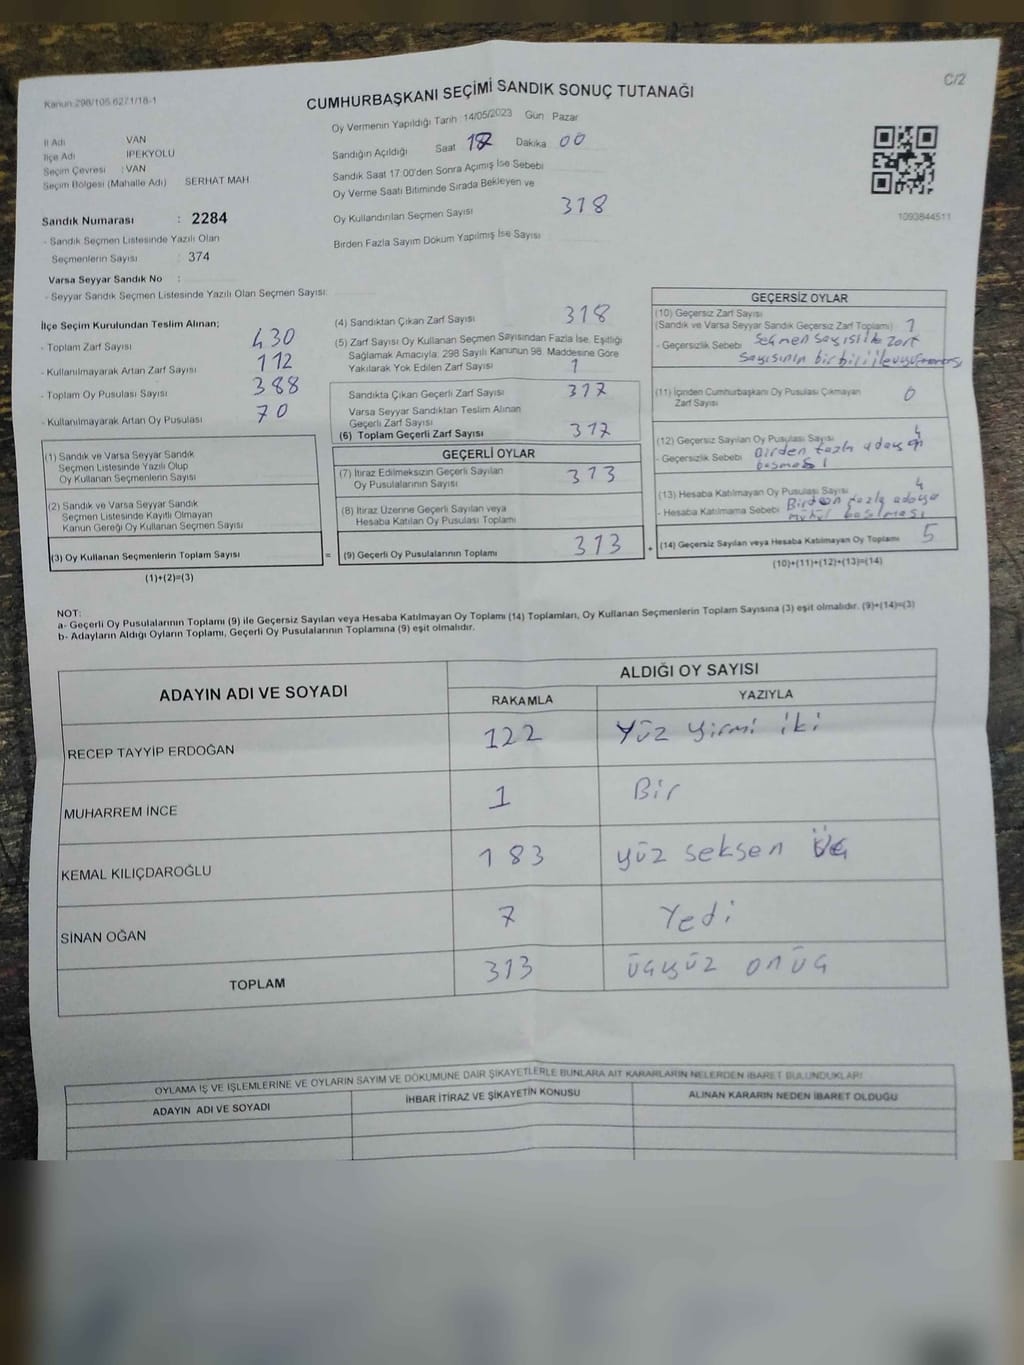 C/2
Kanun 298/105 6271/18-1
CUMHURBAŞKANI SEÇİMİ SANDIK SONUÇ TUTANAĞI
İl Adı VAN
İlçe Adı İPEKYOLU
Seçim Çevresi : VAN
Seçim Bölgesi (Mahalle Adı) SERHAT MAH
Sandık Numarası : 2284
- Sandık Seçmen Listesinde Yazılı Olan
Seçmenlerin Sayısı : 374
Varsa Seyyar Sandık No :
- Seyyar Sandık Seçmen Listesinde Yazılı Olan Seçmen Sayısı:
Oy Vermenin Yapıldığı Tarih 14/05/2023 Gün Pazar
Sandığın Açıldığı Saat Dakika 00
Sandık Saat 17:00'den Sonra Açımış İse Sebebi
Oy Verme Saati Bitiminde Sırada Bekleyen ve
Oy Kullandırılan Seçmen Sayısı 318
Birden Fazla Sayım Döküm Yapılmış İse Sayısı
1093844511
İlçe Seçim Kurulundan Teslim Alınan;
- Toplam Zarf Sayısı 430
- Kullanılmayarak Artan Zarf Sayısı 112
- Toplam Oy Pusulası Sayısı 388
- Kullanılmayarak Artan Oy Pusulası 70
(1) Sandık ve Varsa Seyyar Sandık
Seçmen Listesinde Yazılı Olup
Oy Kullanan Seçmenlerin Sayısı
(2) Sandık ve Varsa Seyyar Sandık
Seçmen Listesinde Kayıtlı Olmayan
Kanun Gereği Oy Kullanan Seçmen Sayısı
(3) Oy Kullanan Seçmenlerin Toplam Sayısı
(1)+(2)=(3)
=
(4) Sandıktan Çıkan Zarf Sayısı 318
(5) Zarf Sayısı Oy Kullanan Seçmen Sayısından Fazla İse, Eşitliği
Sağlamak Amacıyla, 298 Sayılı Kanunun 98. Maddesine Göre
Yakılarak Yok Edilen Zarf Sayısı 1
Sandıkta Çıkan Geçerli Zarf Sayısı 317
Varsa Seyyar Sandıktan Teslim Alınan
Geçerli Zarf Sayısı
(6) Toplam Geçerli Zarf Sayısı 317
GEÇERLİ OYLAR
(7) İtiraz Edilmeksizin Geçerli Sayılan
Oy Pusulalarının Sayısı 313
(8) İtiraz Üzerine Geçerli Sayılan veya
Hesaba Katılan Oy Pusulası Toplamı
(9) Geçerli Oy Pusulalarının Toplamı 313
+
GEÇERSİZ OYLAR
(10) Geçersiz Zarf Sayısı
(Sandık ve Varsa Seyyar Sandık Geçersiz Zarf Toplamı) 1
- Geçersizlik Sebebi Seçmen sayısı ile zarf
sayısının birbiri ile
(11) İçinden Cumhurbaşkanı Oy Pusulası Çıkmayan
Zarf Sayısı 0
(12) Geçersiz Sayılan Oy Pusulası Sayısı 4
- Geçersizlik Sebebi Birden fazla adaya
basması
(13) Hesaba Katılmayan Oy Pusulası Sayısı 4
- Hesaba Katılmama Sebebi Birden fazla adaya
mühür basılması
(14) Geçersiz Sayılan veya Hesaba Katılmayan Oy Toplamı 5
(10)+(11)+(12)+(13)=(14)
NOT:
a- Geçerli Oy Pusulalarının Toplamı (9) ile Geçersiz Sayılan veya Hesaba Katılmayan Oy Toplamı (14) Toplamları, Oy Kullanan Seçmenlerin Toplam Sayısına (3) eşit olmalıdır. (9)+(14)=(3)
b- Adayların Aldığı Oyların Toplamı, Geçerli Oy Pusulalarının Toplamına (9) eşit olmalıdır.
ADAYIN ADI VE SOYADI
ALDIĞI OY SAYISI
RAKAMLA YAZIYLA
RECEP TAYYİP ERDOĞAN 122 Yüz yirmi iki
MUHARREM İNCE 1 Bir
KEMAL KILIÇDAROĞLU 183 yüz seksen üç
SİNAN OĞAN 7 Yedi
TOPLAM 313 üçyüz onüç
OYLAMA İŞ VE İŞLEMLERİNE VE OYLARIN SAYIM VE DÖKÜMÜNE DAİR ŞİKAYETLERLE BUNLARA AİT KARARLARIN NELERDEN İBARET BULUNDUKLARI
ADAYIN ADI VE SOYADI İHBAR İTİRAZ VE ŞİKAYETİN KONUSU ALINAN KARARIN NEDEN İBARET OLDUĞU